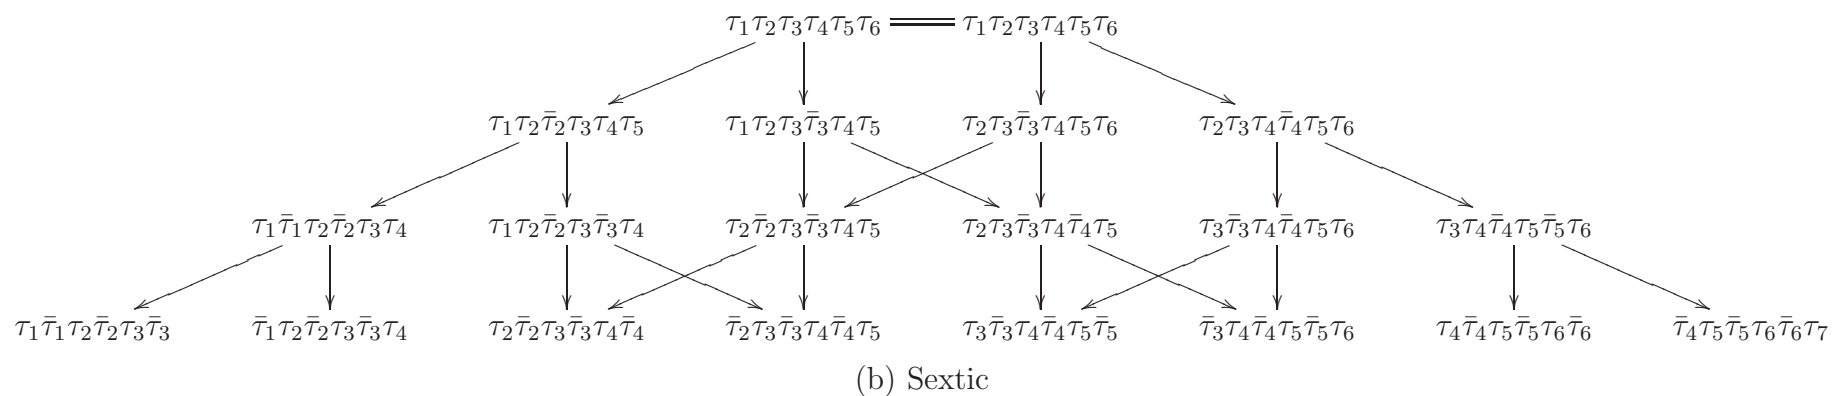 τ₁τ₂τ₃τ₄τ₅τ₆ τ₁τ₂τ₃τ₄τ₅τ₆
τ₁τ₂τ̄₂τ₃τ₄τ₅ τ₁τ₂τ₃τ̄₃τ₄τ₅ τ₂τ₃τ̄₃τ₄τ₅τ₆ τ₂τ₃τ₄τ̄₄τ₅τ₆
τ₁τ̄₁τ₂τ̄₂τ₃τ₄ τ₁τ₂τ̄₂τ₃τ̄₃τ₄ τ₂τ̄₂τ₃τ̄₃τ₄τ₅ τ₂τ₃τ̄₃τ₄τ̄₄τ₅ τ₃τ̄₃τ₄τ̄₄τ₅τ₆ τ₃τ₄τ̄₄τ₅τ̄₅τ₆
τ₁τ̄₁τ₂τ̄₂τ₃τ̄₃ τ̄₁τ₂τ̄₂τ₃τ̄₃τ₄ τ₂τ̄₂τ₃τ̄₃τ₄τ̄₄ τ̄₂τ₃τ̄₃τ₄τ̄₄τ₅ τ₃τ̄₃τ₄τ̄₄τ₅τ̄₅ τ̄₃τ₄τ̄₄τ₅τ̄₅τ₆ τ₄τ̄₄τ₅τ̄₅τ₆τ̄₆ τ̄₄τ₅τ̄₅τ₆τ̄₆τ₇
(b) Sextic